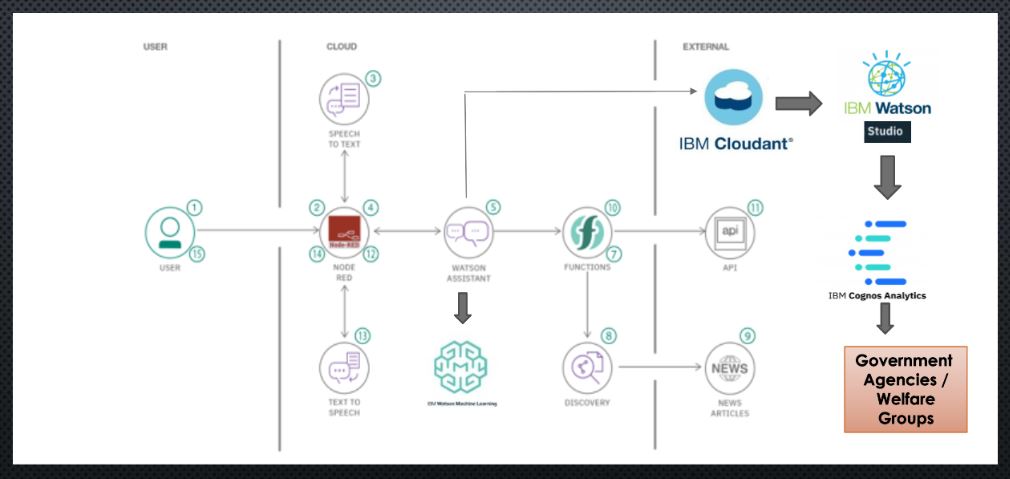 USER
CLOUD
EXTERNAL
3
SPEECH
TO TEXT
IBM Cloudant®
IBM Watson
Studio
1
15
USER
2
4
Node-RED
14
12
NODE
RED
5
WATSON
ASSISTANT
10
7
FUNCTIONS
11
api
API
IBM Cognos Analytics
13
TEXT TO
SPEECH
IBM Watson Machine Learning
8
DISCOVERY
9
NEWS
NEWS
ARTICLES
Government
Agencies /
Welfare
Groups